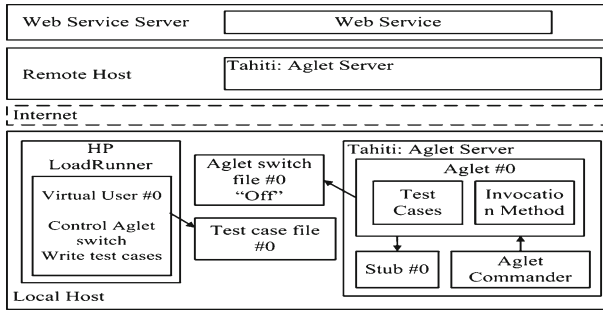 Web Service Server
Web Service
Remote Host
Tahiti: Aglet Server
Internet
HP
LoadRunner
Virtual User #0
Control Aglet
switch
Write test cases
Aglet switch
file #0
“Off”
Test case file
#0
Tahiti: Aglet Server
Aglet #0
Test
Cases
Invocatio
n Method
Stub #0
Aglet
Commander
Local Host